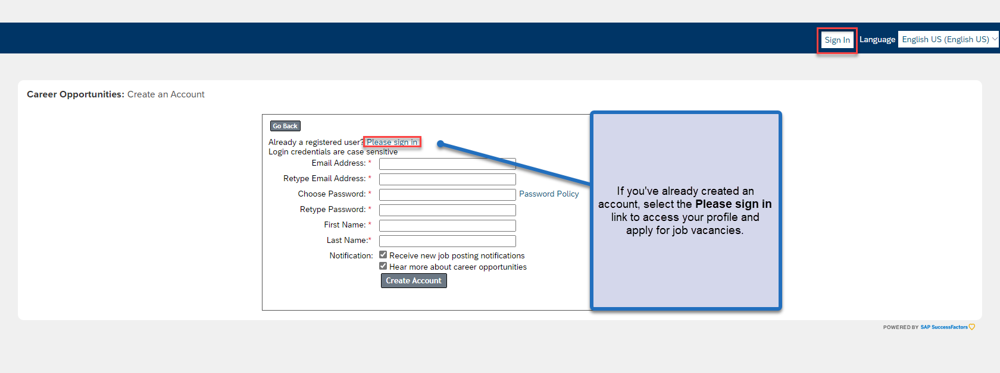 Sign In Language English US (English US)
Career Opportunities: Create an Account
Go Back
Already a registered user? Please sign in
Login credentials are case sensitive
Email Address: *
Retype Email Address: *
Choose Password: * Password Policy
Retype Password: *
First Name: *
Last Name:*
Notification: Receive new job posting notifications
Hear more about career opportunities
Create Account
If you've already created an
account, select the Please sign in
link to access your profile and
apply for job vacancies.
POWERED BY SAP SuccessFactors